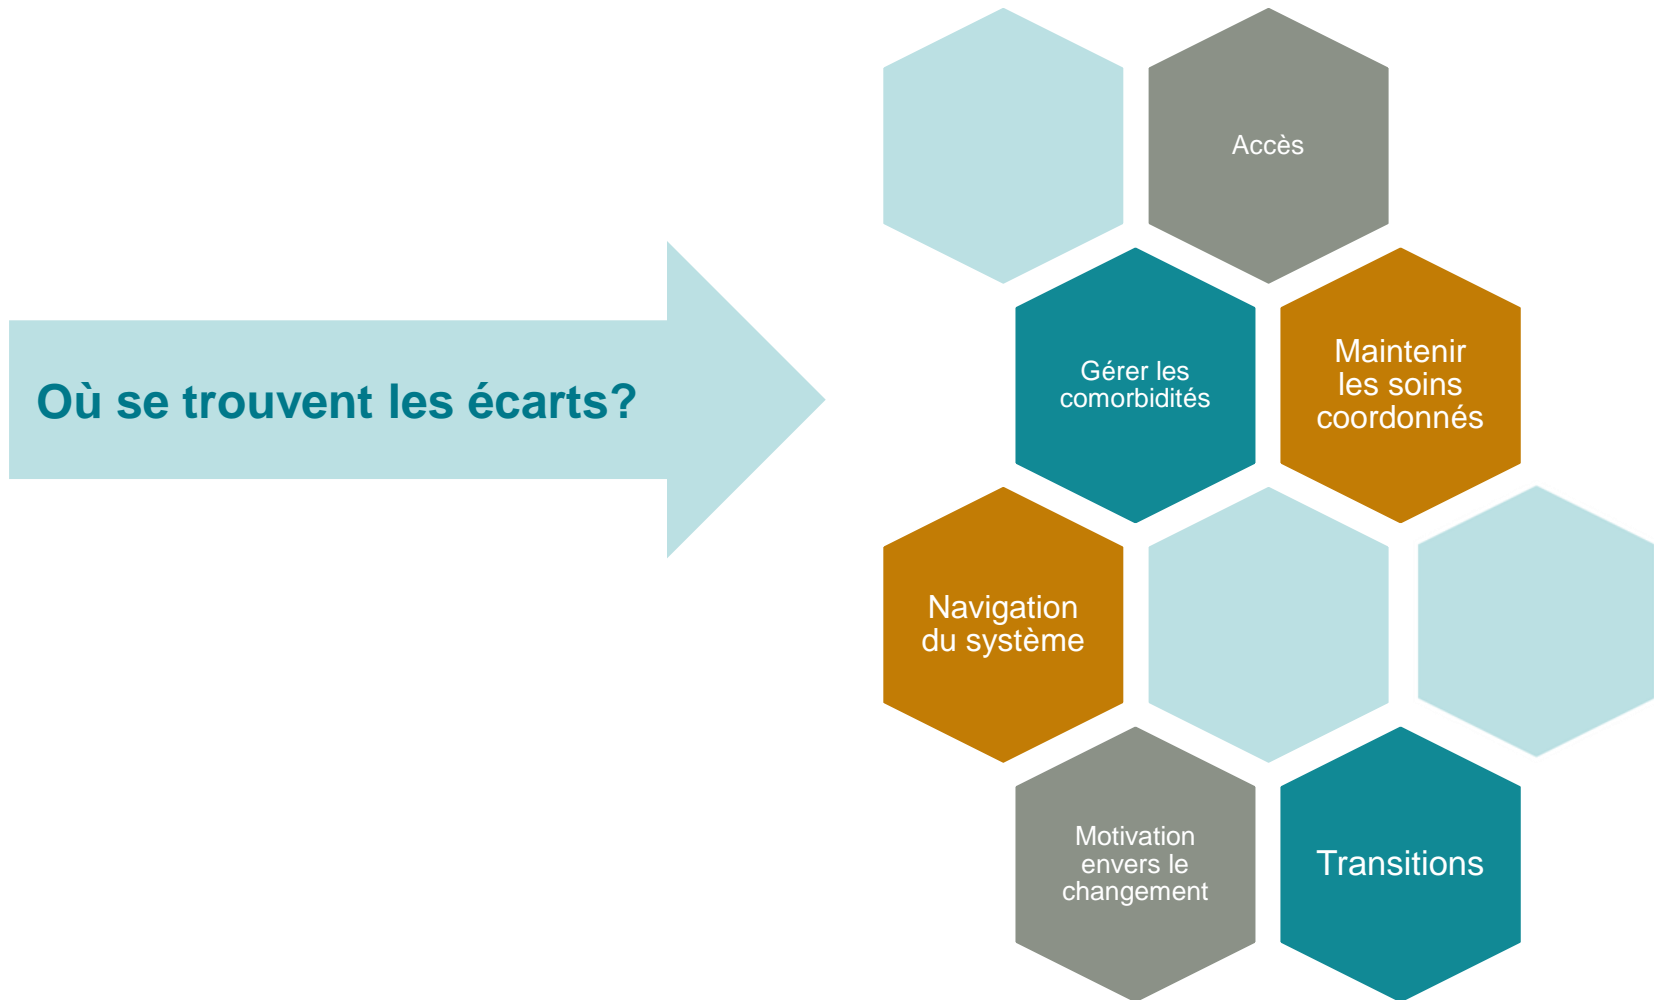 Où se trouvent les écarts?
Accès
Gérer les
comorbidités
Maintenir
les soins
coordonnés
Navigation
du système
Motivation
envers le
changement
Transitions